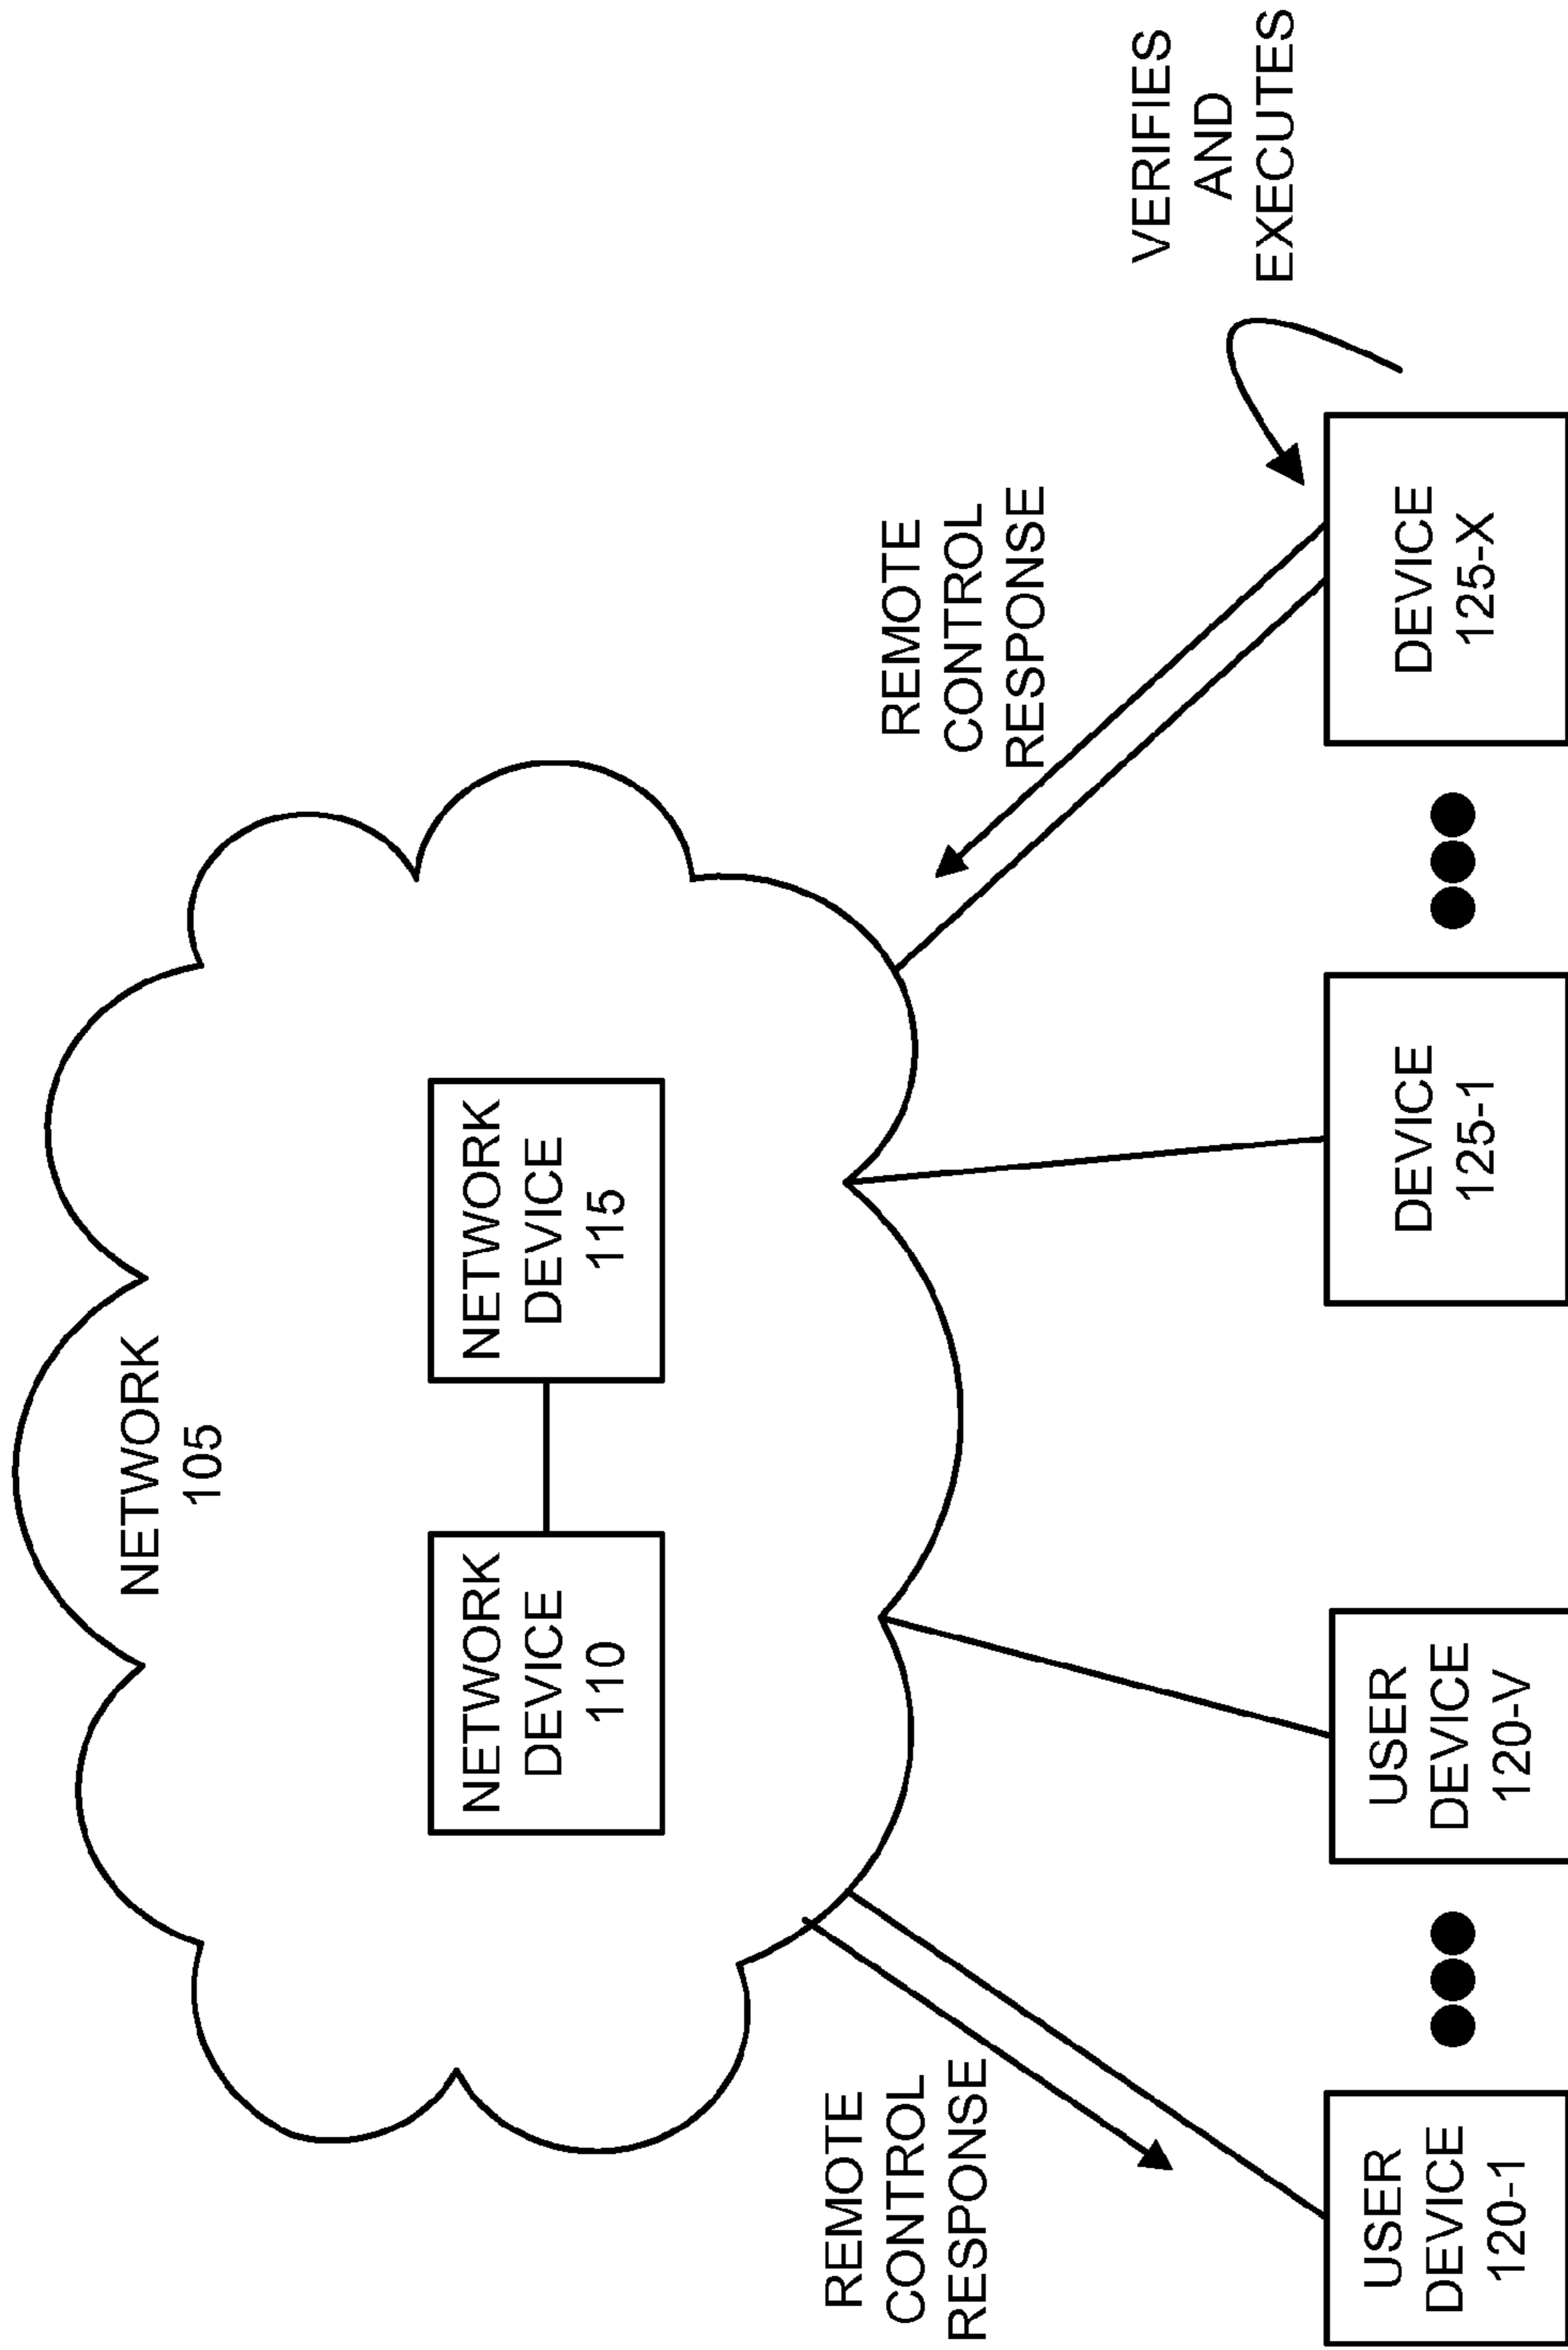 NETWORK
105
NETWORK
DEVICE
110
NETWORK
DEVICE
115
REMOTE
CONTROL
RESPONSE
REMOTE
CONTROL
RESPONSE
VERIFIES
AND
EXECUTES
USER
DEVICE
120-1
USER
DEVICE
120-V
DEVICE
125-1
DEVICE
125-X